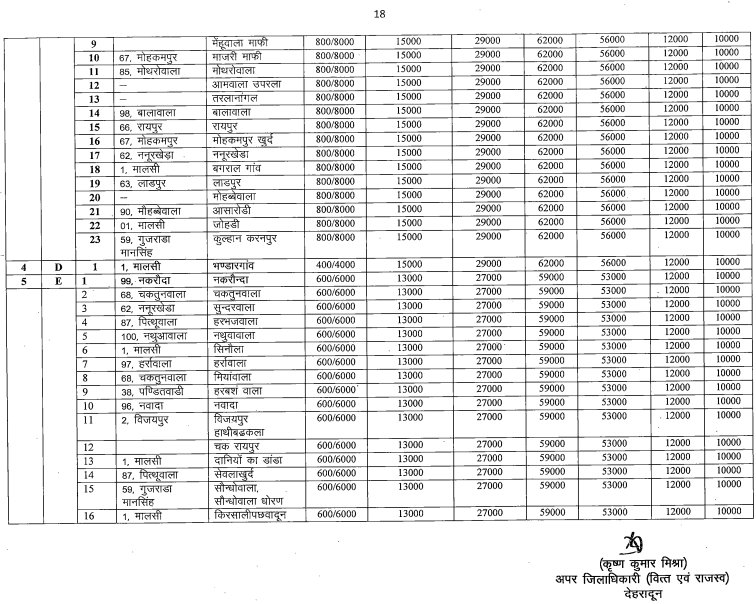 18
9 मेंहूवाला माफी 800/8000 15000 29000 62000 56000 12000 10000
10 67, मोहकमपुर माजरी माफी 800/8000 15000 29000 62000 56000 12000 10000
11 85, मोथरोवाला मोथरोवाला 800/8000 15000 29000 62000 56000 12000 10000
12 – आमवाला उपरला 800/8000 15000 29000 62000 56000 12000 10000
13 – तरलानांगल 800/8000 15000 29000 62000 56000 12000 10000
14 98, बालावाला बालावाला 800/8000 15000 29000 62000 56000 12000 10000
15 66, रायपुर रायपुर 800/8000 15000 29000 62000 56000 12000 10000
16 67, मोहकमपुर मोहकमपुर खुर्द 800/8000 15000 29000 62000 56000 12000 10000
17 62, ननूरखेड़ा ननूरखेडा 800/8000 15000 29000 62000 56000 12000 10000
18 1, मालसी बगराल गांव 800/8000 15000 29000 62000 56000 12000 10000
19 63, लाडपुर लाडपुर 800/8000 15000 29000 62000 56000 12000 10000
20 – मोहब्बेवाला 800/8000 15000 29000 62000 56000 12000 10000
21 90, मौहब्बेवाला आसारोडी 800/8000 15000 29000 62000 56000 12000 10000
22 01, मालसी जोहडी 800/8000 15000 29000 62000 56000 12000 10000
23 59, गुजराडा कुल्हान करनपुर 800/8000 15000 29000 62000 56000 12000 10000
मानसिंह
4 D 1 1, मालसी भण्डारगांव 400/4000 15000 29000 62000 56000 12000 10000
5 E 1 99, नकरौदा नकरौन्दा 600/6000 13000 27000 59000 53000 12000 10000
2 68, चकतुनवाला चकतुनवाला 600/6000 13000 27000 59000 53000 12000 10000
3 62, ननूरखेडा सुन्दरवाला 600/6000 13000 27000 59000 53000 12000 10000
4 87, पित्थूवाला हरभजवाला 600/6000 13000 27000 59000 53000 12000 10000
5 100, नथुआवाला नथुवावाला 600/6000 13000 27000 59000 53000 12000 10000
6 1, मालसी सिनौला 600/6000 13000 27000 59000 53000 12000 10000
7 97, हर्रावाला हर्रावाला 600/6000 13000 27000 59000 53000 12000 10000
8 68, चकतुनवाला मियांवाला 600/6000 13000 27000 59000 53000 12000 10000
9 38, पण्डितवाडी हरबशं वाला 600/6000 13000 27000 59000 53000 12000 10000
10 96, नवादा नवादा 600/6000 13000 27000 59000 53000 12000 10000
11 2, विजयपुर विजयपुर 600/6000 13000 27000 59000 53000 12000 10000
हाथीबढकला
12 चक रायपुर 600/6000 13000 27000 59000 53000 12000 10000
13 1, मालसी दानियों का डांडा 600/6000 13000 27000 59000 53000 12000 10000
14 87, पित्थूवाला सेवलाखुर्द 600/6000 13000 27000 59000 53000 12000 10000
15 59, गुजराडा सौन्धोवाला, 600/6000 13000 27000 59000 53000 12000 10000
मानसिंह सौन्धोवाला धोरण
16 1, मालसी किरसालीपछवादून 600/6000 13000 27000 59000 53000 12000 10000
(कृष्ण कुमार मिश्रा)
अपर जिलाधिकारी (वित्त एवं राजस्व)
देहरादून